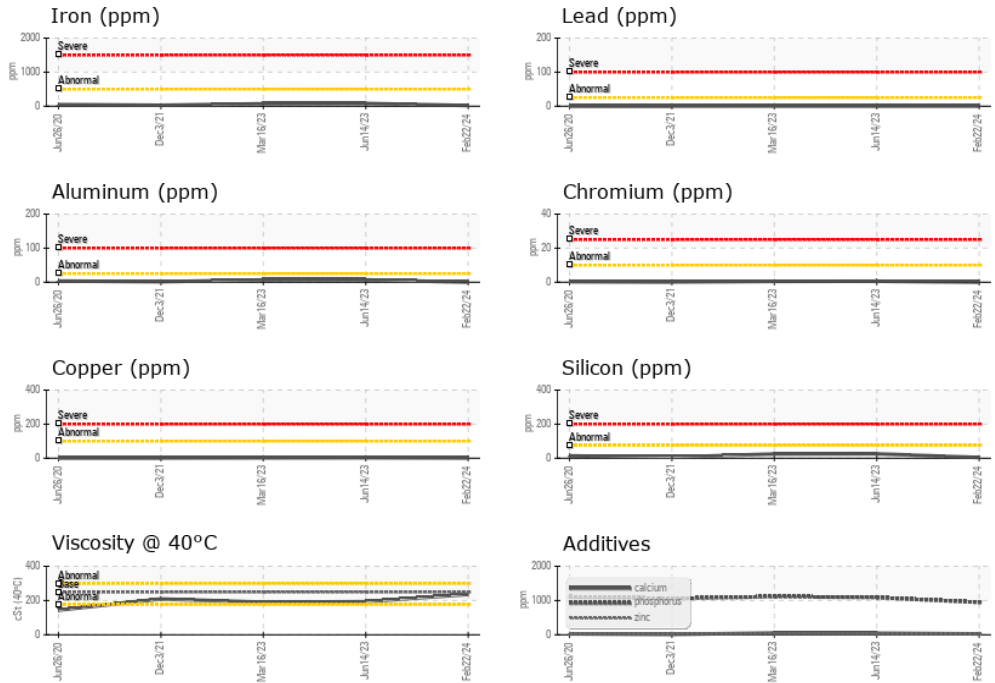 Iron (ppm)
2000
1000
0
ppm
Severe
Abnormal
Jun26/20
Dec3/21
Mar16/23
Jun14/23
Feb22/24
Lead (ppm)
200
100
0
ppm
Severe
Abnormal
Jun26/20
Dec3/21
Mar16/23
Jun14/23
Feb22/24
Aluminum (ppm)
200
100
0
ppm
Severe
Abnormal
Jun26/20
Dec3/21
Mar16/23
Jun14/23
Feb22/24
Chromium (ppm)
40
20
0
ppm
Severe
Abnormal
Jun26/20
Dec3/21
Mar16/23
Jun14/23
Feb22/24
Copper (ppm)
400
200
0
ppm
Severe
Abnormal
Jun26/20
Dec3/21
Mar16/23
Jun14/23
Feb22/24
Silicon (ppm)
400
200
0
ppm
Severe
Abnormal
Jun26/20
Dec3/21
Mar16/23
Jun14/23
Feb22/24
Viscosity @ 40°C
400
200
0
cSt (40°C)
Abnormal
Base
Abnormal
Jun26/20
Dec3/21
Mar16/23
Jun14/23
Feb22/24
Additives
2000
1000
0
ppm
calcium
phosphorus
zinc
Jun26/20
Dec3/21
Mar16/23
Jun14/23
Feb22/24